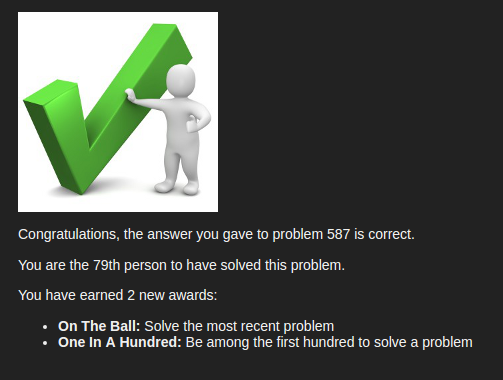 Congratulations, the answer you gave to problem 587 is correct.
You are the 79th person to have solved this problem.
You have earned 2 new awards:
• On The Ball: Solve the most recent problem
• One In A Hundred: Be among the first hundred to solve a problem